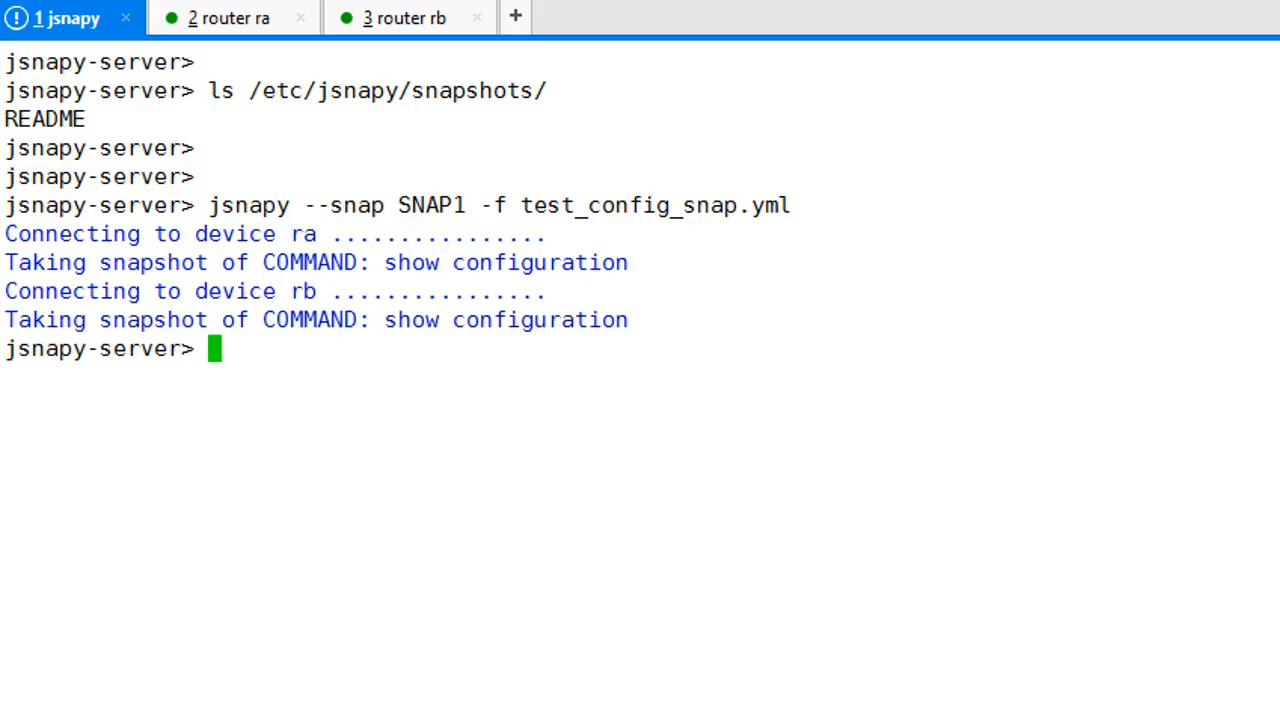 1 jsnapy × 2 router ra × 3 router rb × +
jsnapy-server>
jsnapy-server> ls /etc/jsnapy/snapshots/
README
jsnapy-server>
jsnapy-server>
jsnapy-server> jsnapy --snap SNAP1 -f test_config_snap.yml
Connecting to device ra ................
Taking snapshot of COMMAND: show configuration
Connecting to device rb ................
Taking snapshot of COMMAND: show configuration
jsnapy-server>